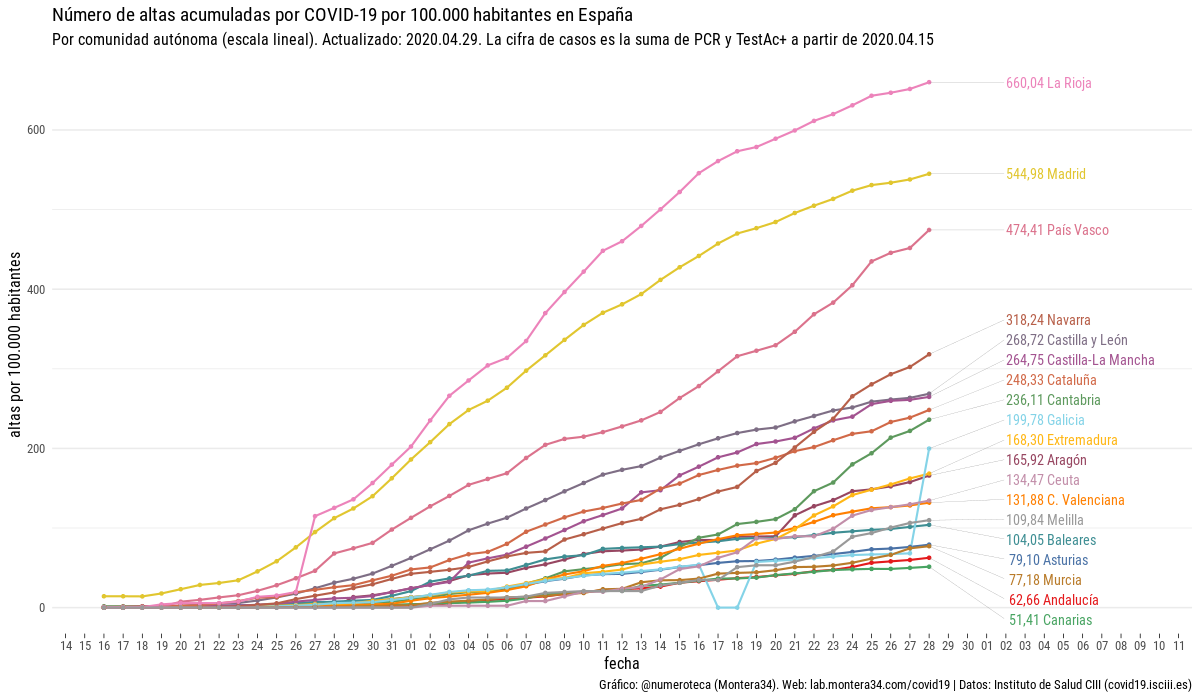 Número de altas acumuladas por COVID-19 por 100.000 habitantes en España
Por comunidad autónoma (escala lineal). Actualizado: 2020.04.29. La cifra de casos es la suma de PCR y TestAc+ a partir de 2020.04.15
altas por 100.000 habitantes
600
400
200
0
660,04 La Rioja
544,98 Madrid
474,41 País Vasco
318,24 Navarra
268,72 Castilla y León
264,75 Castilla-La Mancha
248,33 Cataluña
236,11 Cantabria
199,78 Galicia
168,30 Extremadura
165,92 Aragón
134,47 Ceuta
131,88 C. Valenciana
109,84 Melilla
104,05 Baleares
79,10 Asturias
77,18 Murcia
62,66 Andalucía
51,41 Canarias
14 15 16 17 18 19 20 21 22 23 24 25 26 27 28 29 30 31 01 02 03 04 05 06 07 08 09 10 11 12 13 14 15 16 17 18 19 20 21 22 23 24 25 26 27 28 29 30 01 02 03 04 05 06 07 08 09 10 11
fecha
Gráfico: @numeroteca (Montera34). Web: lab.montera34.com/covid19 | Datos: Instituto de Salud CIII (covid19.isciii.es)